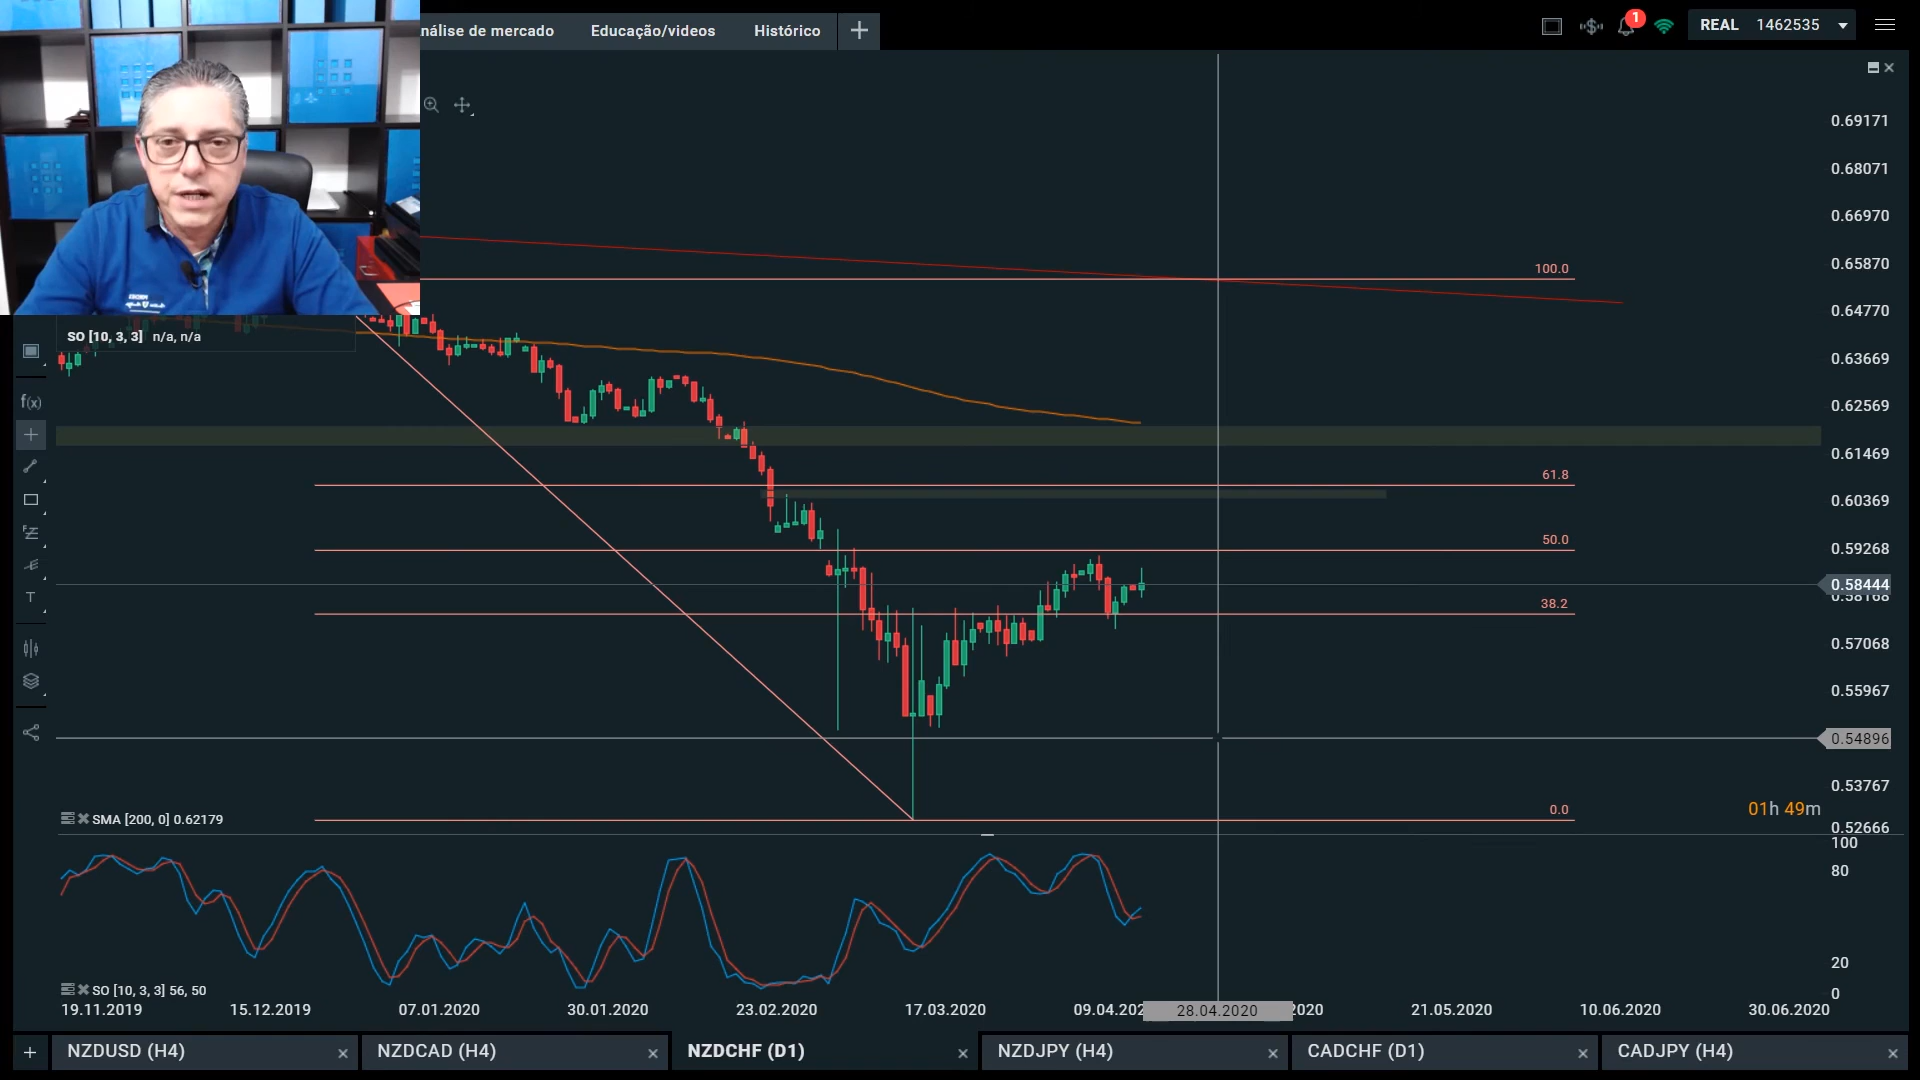 nálise de mercado
Educação/videos
Histórico
1
REAL 1462535
0.69171
0.68071
0.66970
0.65870
100.0
0.64770
SO [10, 3, 3] n/a, n/a
0.63669
f(x)
0.62569
0.61469
61.8
0.60369
50.0
0.59268
0.58444
0.58168
T
38.2
0.57068
0.55967
0.54896
0.53767
01h 49m
0.0
SMA [200, 0] 0.62179
0.52666
100
80
20
SO [10, 3, 3] 56, 50
0
19.11.2019
15.12.2019
07.01.2020
30.01.2020
23.02.2020
17.03.2020
09.04.202
28.04.2020
2020
21.05.2020
10.06.2020
30.06.2020
NZDUSD (H4)
NZDCAD (H4)
NZDCHF (D1)
NZDJPY (H4)
CADCHF (D1)
CADJPY (H4)